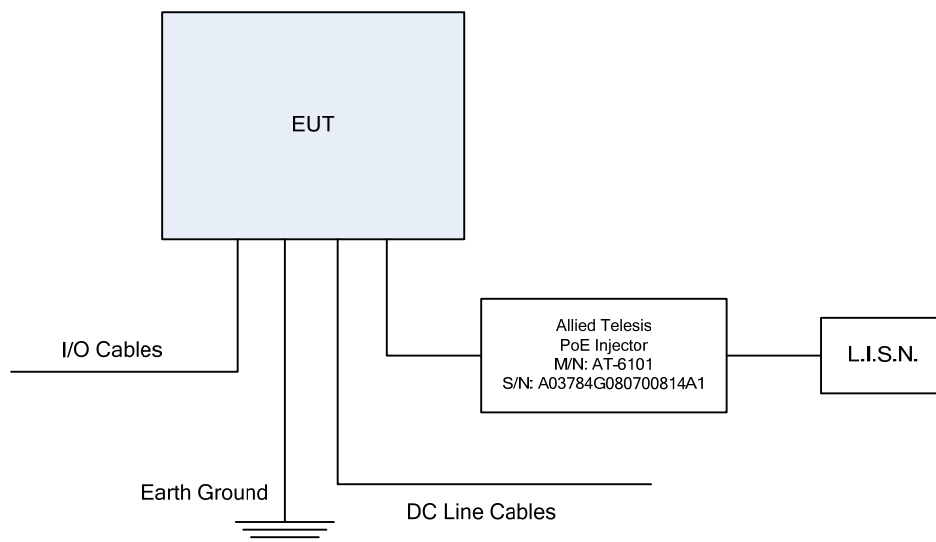 EUT
I/O Cables
Allied Telesis
PoE Injector
M/N: AT-6101
S/N: A03784G080700814A1
L.I.S.N.
Earth Ground
DC Line Cables